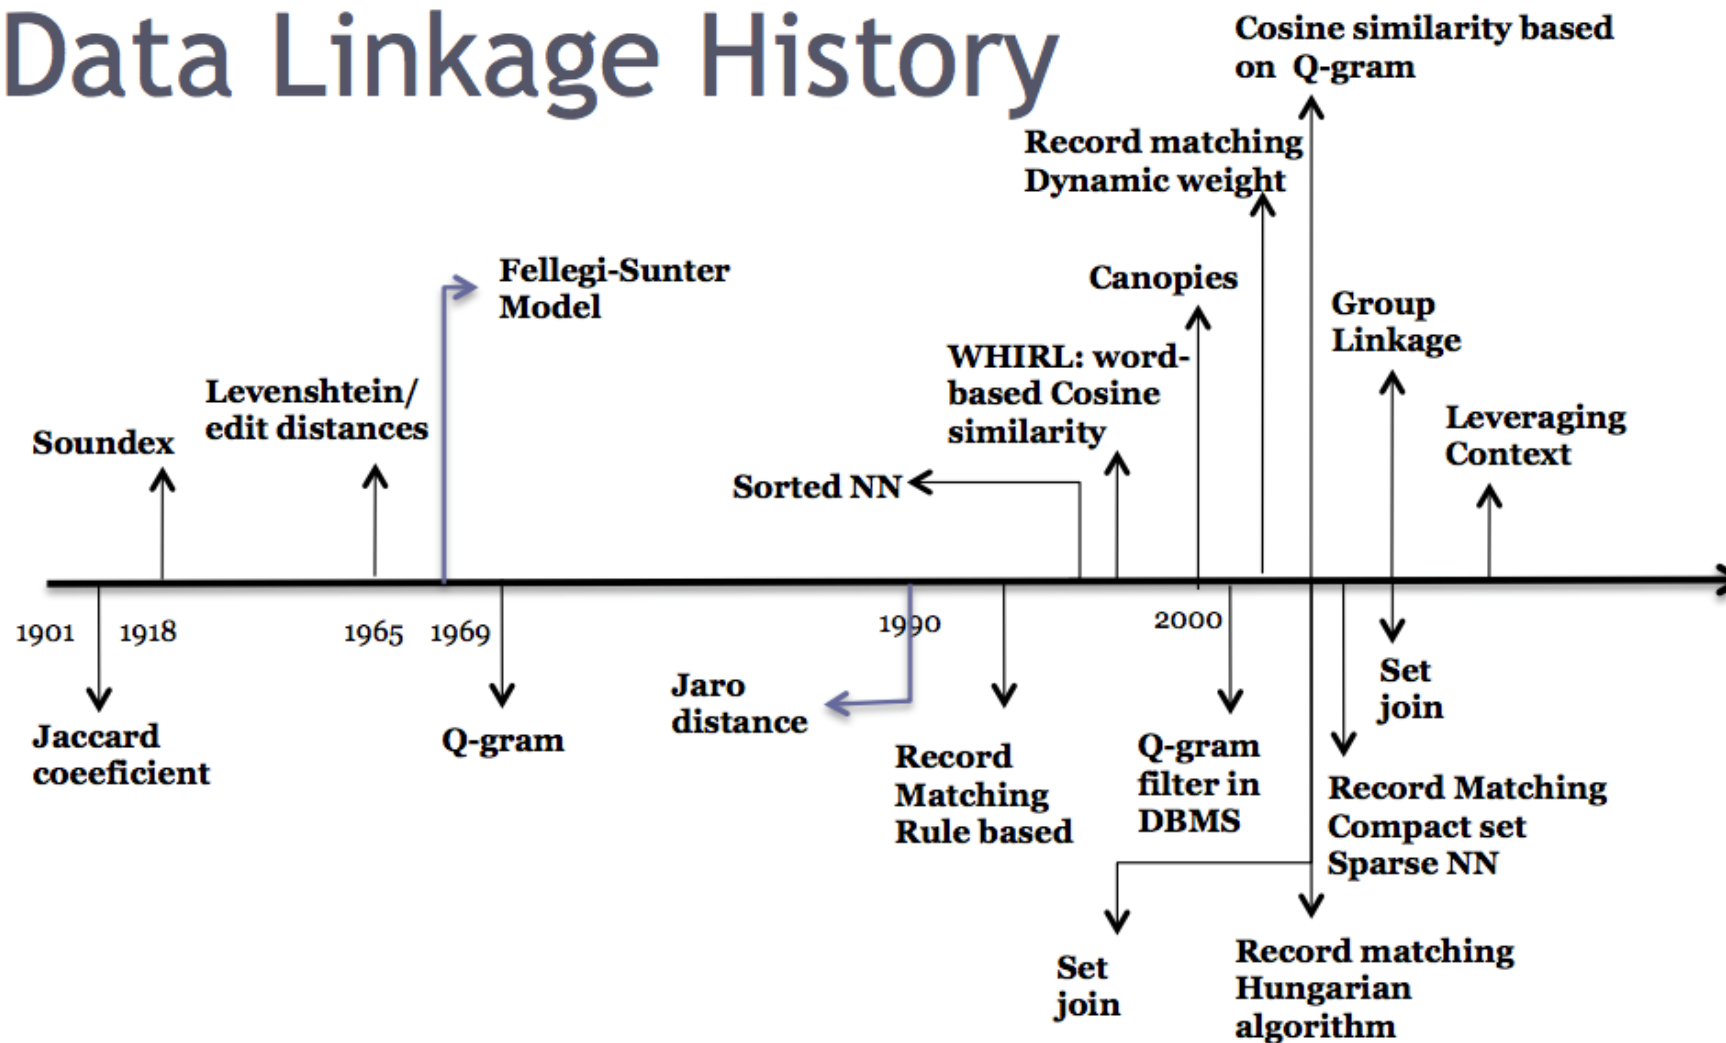 Data Linkage History
Cosine similarity based
on Q-gram
Record matching
Dynamic weight
Fellegi-Sunter
Model
Canopies
Group
Linkage
WHIRL: word-
based Cosine
similarity
Levenshtein/
edit distances
Soundex
Leveraging
Context
Sorted NN
1901
1918
1965
1969
1990
2000
Jaccard
coeeficient
Q-gram
Jaro
distance
Record
Matching
Rule based
Q-gram
filter in
DBMS
Set
join
Record Matching
Compact set
Sparse NN
Set
join
Record matching
Hungarian
algorithm